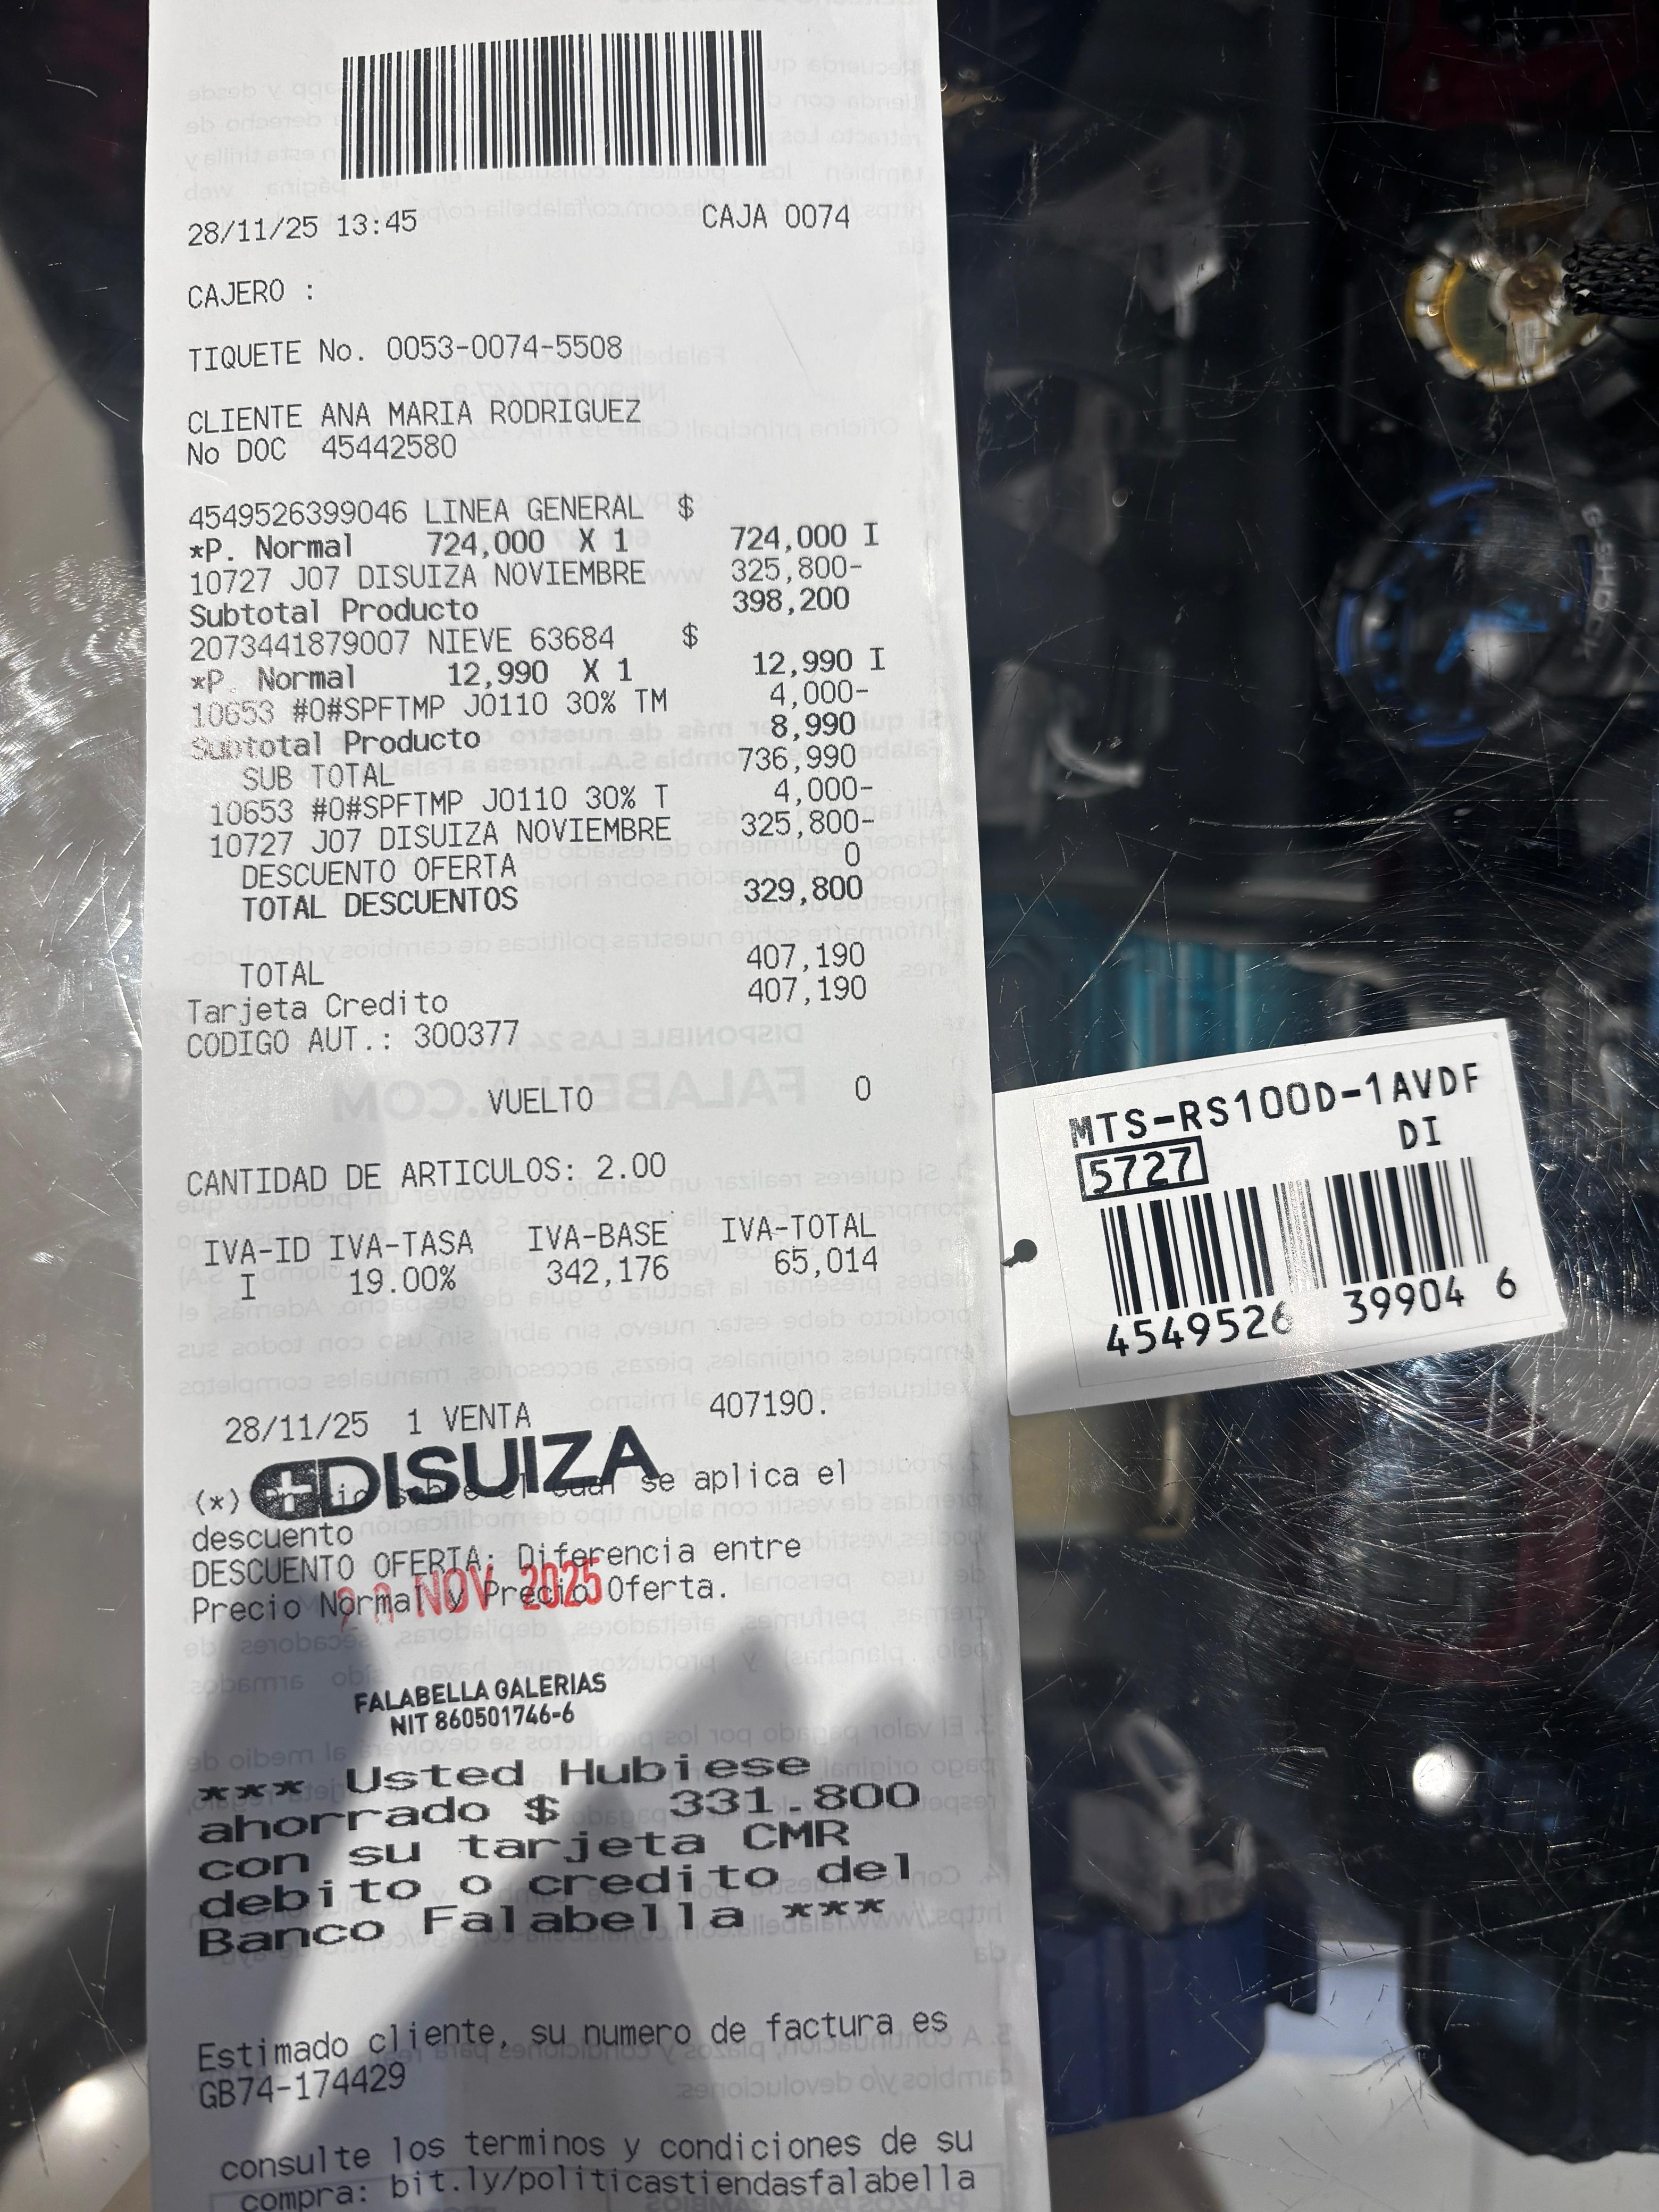 28/11/25 13:45 CAJA 0074
CAJERO :
TIQUETE No. 0053-0074-5508
CLIENTE ANA MARIA RODRIGUEZ
No DOC 45442580
4549526399046 LINEA GENERAL $
*P. Normal 724,000 X 1 724,000 I
10727 J07 DISUIZA NOVIEMBRE 325,800-
Subtotal Producto 398,200
2073441879007 NIEVE 63684 $
*P. Normal 12,990 X 1 12,990 I
10653 #0#SPFTMP J0110 30% TM 4,000-
Subtotal Producto 8,990
SUB TOTAL 736,990
10653 #0#SPFTMP J0110 30% T 4,000-
10727 J07 DISUIZA NOVIEMBRE 325,800-
DESCUENTO OFERTA 0
TOTAL DESCUENTOS 329,800
TOTAL 407,190
Tarjeta Credito 407,190
CODIGO AUT.: 300377
VUELTO 0
CANTIDAD DE ARTICULOS: 2.00
IVA-ID IVA-TASA IVA-BASE IVA-TOTAL
I 19.00% 342,176 65,014
28/11/25 1 VENTA 407190.
DISUIZA
(*) se aplica el
descuento
DESCUENTO OFERTA: Diferencia entre
Precio Normal y Precio Oferta.
NOV 2025
FALABELLA GALERIAS
NIT 860501746-6
*** Usted Hubiese
ahorrado $ 331.800
con su tarjeta CMR
debito o credito del
Banco Falabella ***
Estimado cliente, su numero de factura es
GB74-174429
consulte los terminos y condiciones de su
compra: bit.ly/politicastiendasfalabella
MTS-RS100D-1AVDF
DI
5727
4549526 39904 6
G-SHOCK